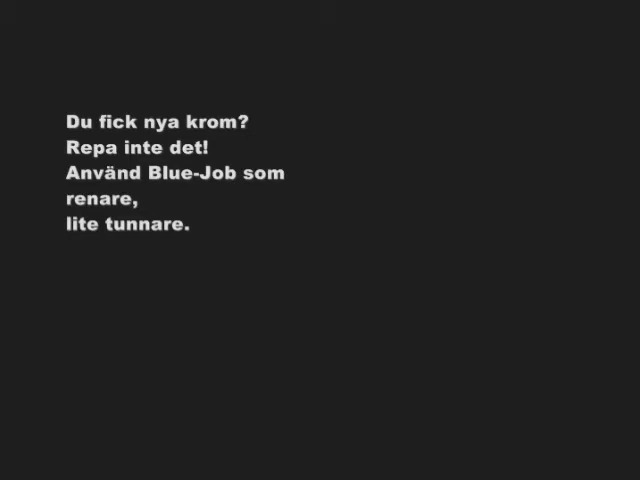 Du fick nya krom?
Repa inte det!
Använd Blue-Job som
renare,
lite tunnare.